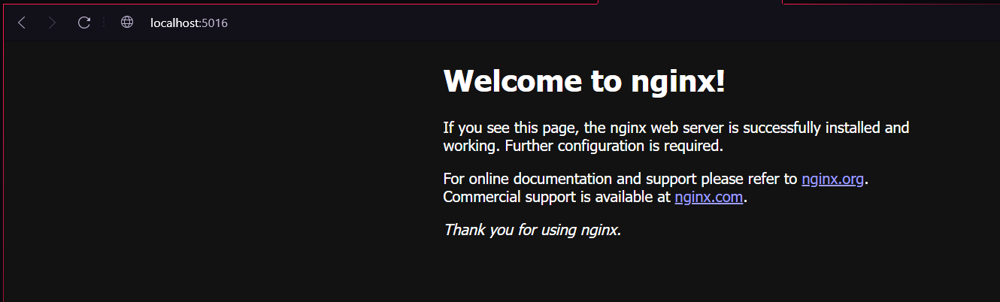 localhost:5016
Welcome to nginx!
If you see this page, the nginx web server is successfully installed and
working. Further configuration is required.
For online documentation and support please refer to nginx.org.
Commercial support is available at nginx.com.
Thank you for using nginx.